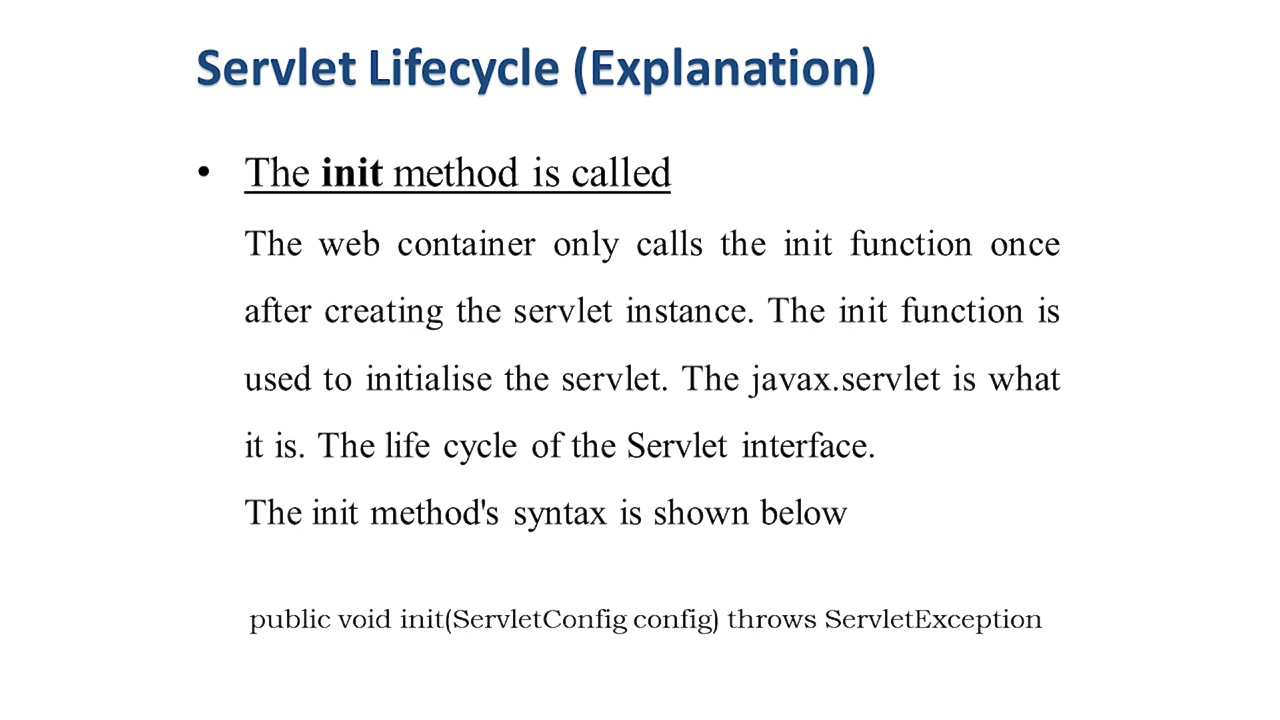 Servlet Lifecycle (Explanation)
• The init method is called
The web container only calls the init function once
after creating the servlet instance. The init function is
used to initialise the servlet. The javax.servlet is what
it is. The life cycle of the Servlet interface.
The init method's syntax is shown below
public void init(ServletConfig config) throws ServletException